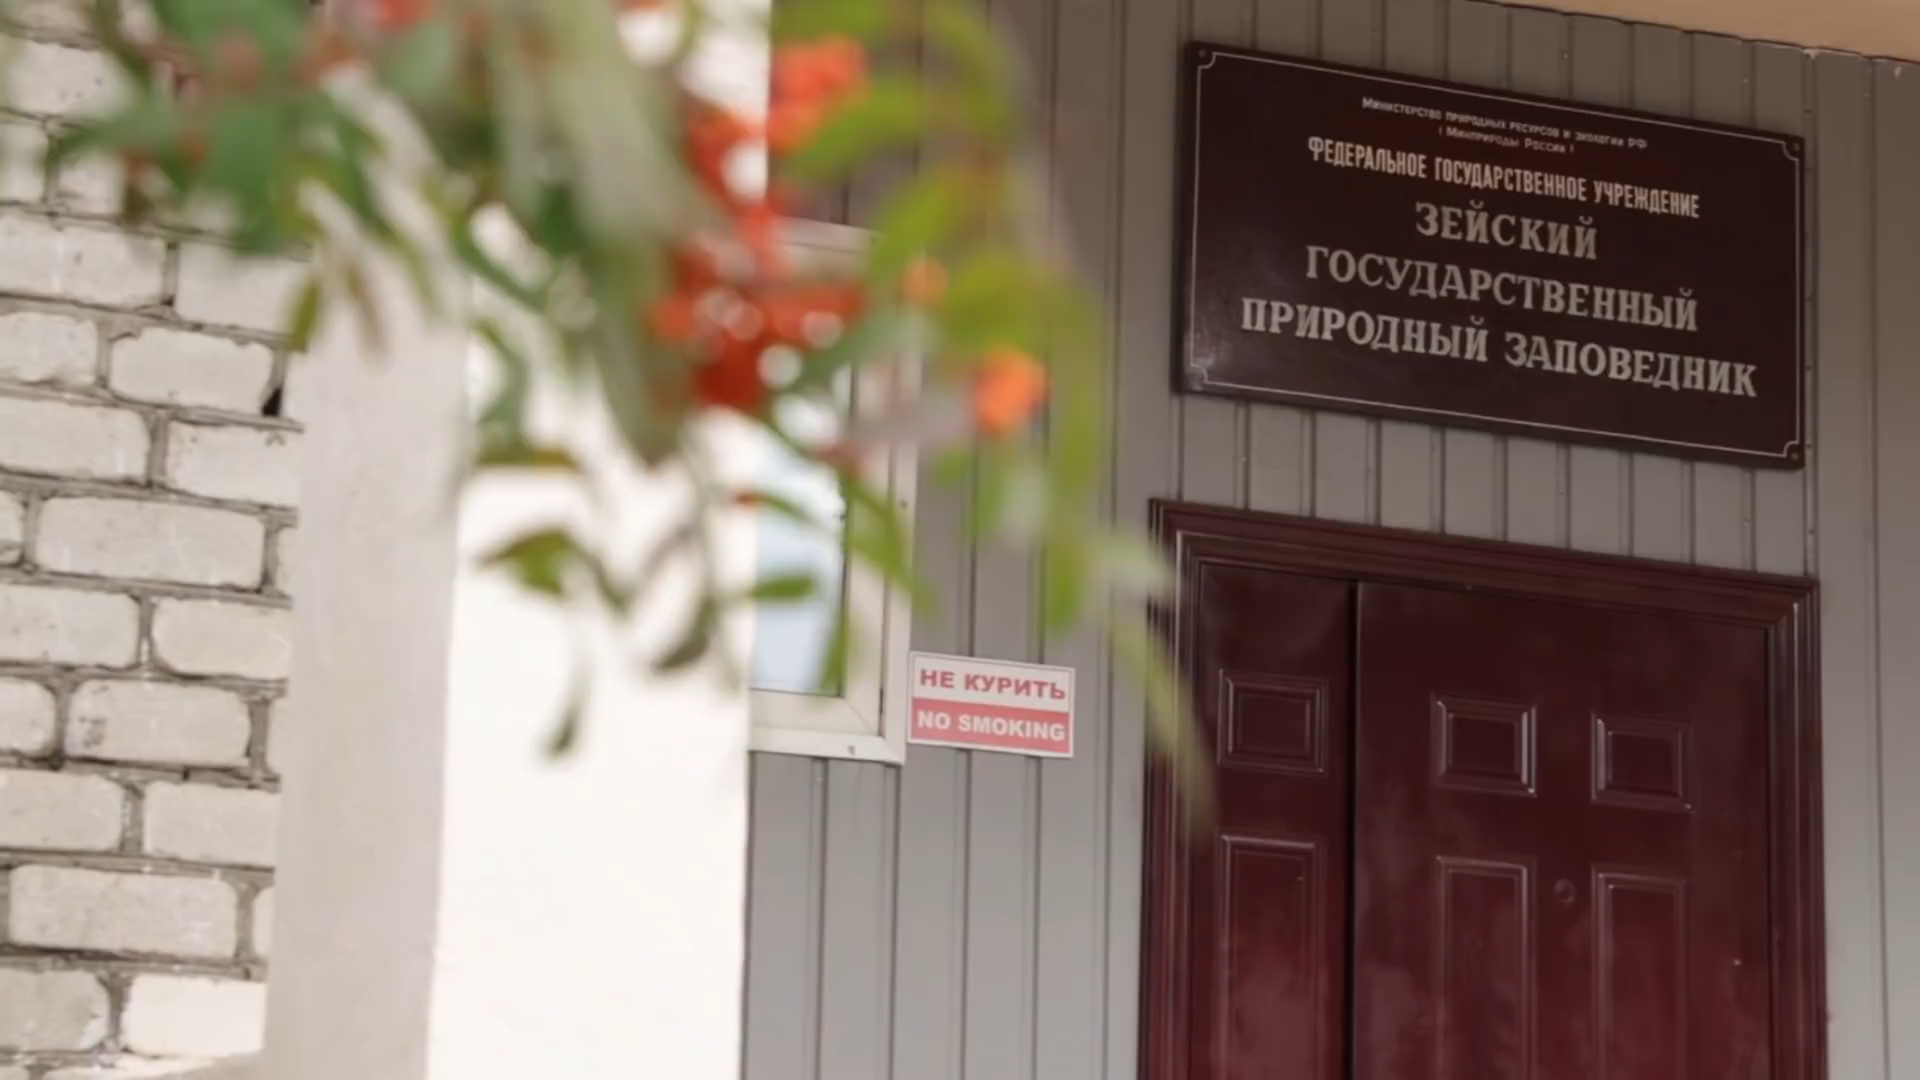 Министерство природных ресурсов и экологии РФ
(Минприроды России)
ФЕДЕРАЛЬНОЕ ГОСУДАРСТВЕННОЕ УЧРЕЖДЕНИЕ
ЗЕЙСКИЙ
ГОСУДАРСТВЕННЫЙ
ПРИРОДНЫЙ ЗАПОВЕДНИК
НЕ КУРИТЬ
NO SMOKING